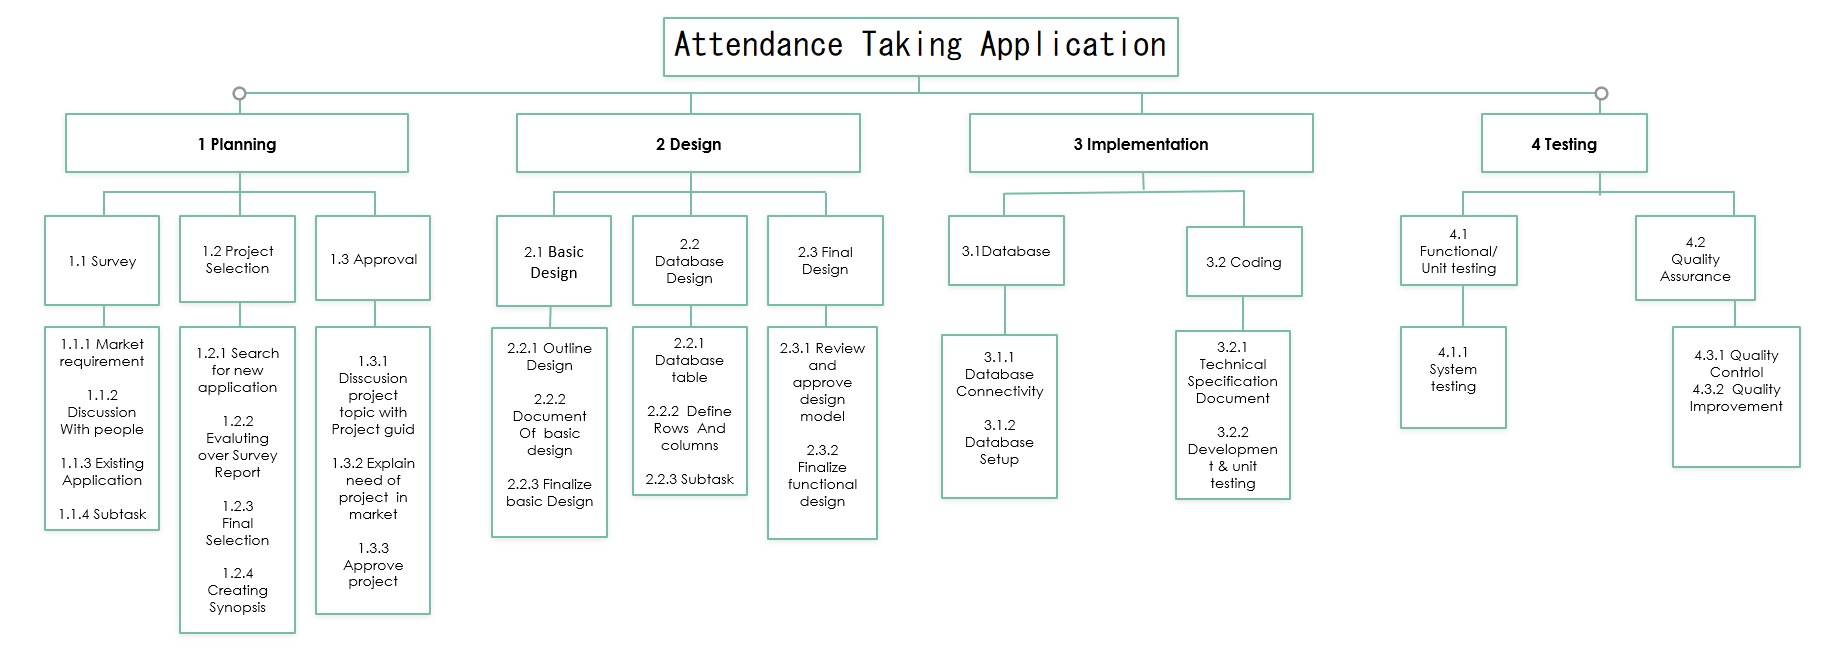 Attendance Taking Application
1 Planning
2 Design
3 Implementation
4 Testing
1.1 Survey
1.2 Project
Selection
1.3 Approval
2.1 Basic
Design
2.2
Database
Design
2.3 Final
Design
3.1Database
3.2 Coding
4.1
Functional/
Unit testing
4.2
Quality
Assurance
1.1.1 Market
requirement
1.1.2
Discussion
With people
1.1.3 Existing
Application
1.1.4 Subtask
1.2.1 Search
for new
application
1.2.2
Evaluting
over Survey
Report
1.2.3
Final
Selection
1.2.4
Creating
Synopsis
1.3.1
Disscusion
project
topic with
Project guid
1.3.2 Explain
need of
project in
market
1.3.3
Approve
project
2.2.1 Outline
Design
2.2.2
Document
Of basic
design
2.2.3 Finalize
basic Design
2.2.1
Database
table
2.2.2 Define
Rows And
columns
2.2.3 Subtask
2.3.1 Review
and
approve
design
model
2.3.2
Finalize
functional
design
3.1.1
Database
Connectivity
3.1.2
Database
Setup
3.2.1
Technical
Specification
Document
3.2.2
Developmen
t & unit
testing
4.1.1
System
testing
4.3.1 Quality
Contrlol
4.3.2 Quality
Improvement